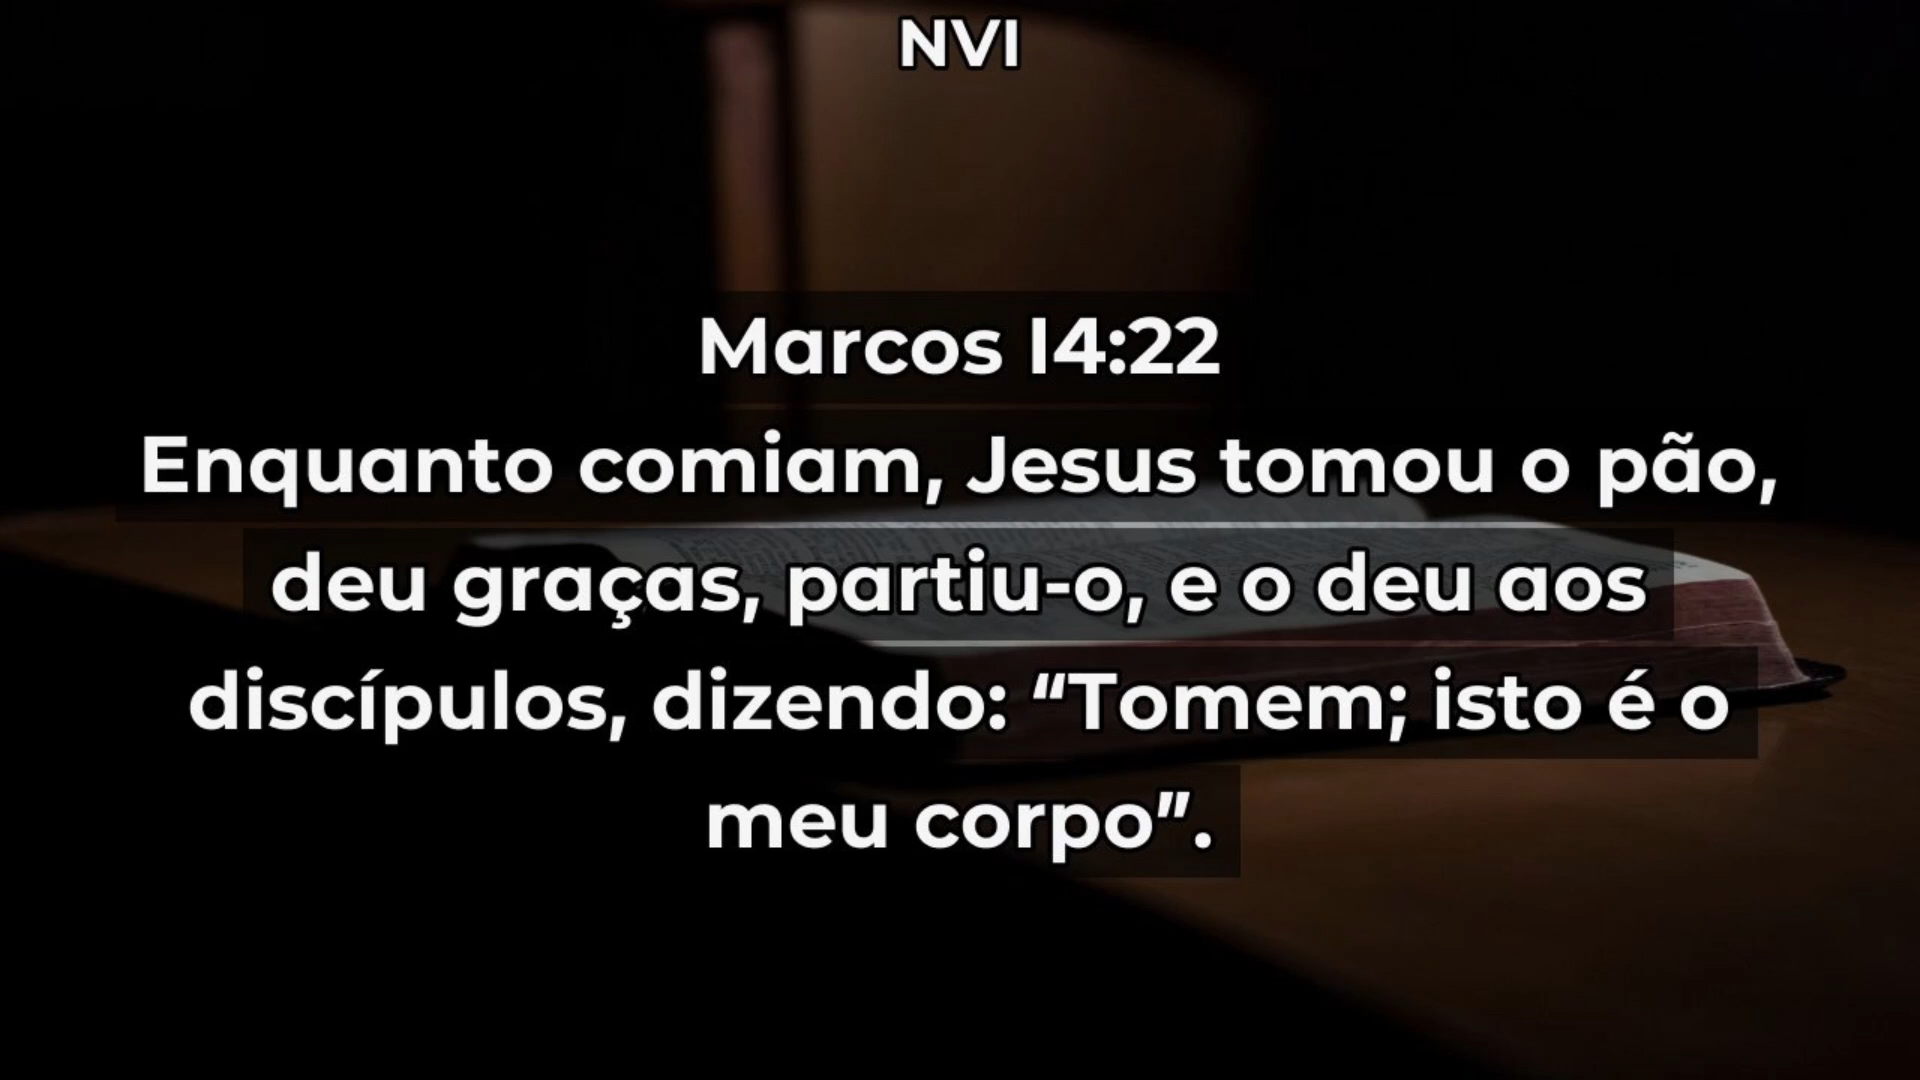 NVI
Marcos 14:22
Enquanto comiam, Jesus tomou o pão,
deu graças, partiu-o, e o deu aos
discípulos, dizendo: “Tomem; isto é o
meu corpo”.